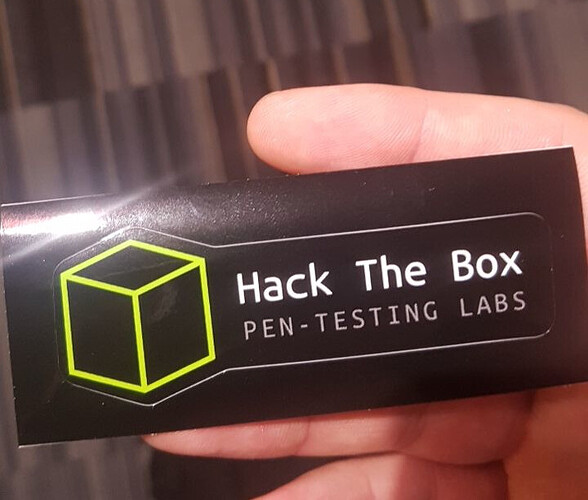 Hack The Box
PEN-TESTING LABS